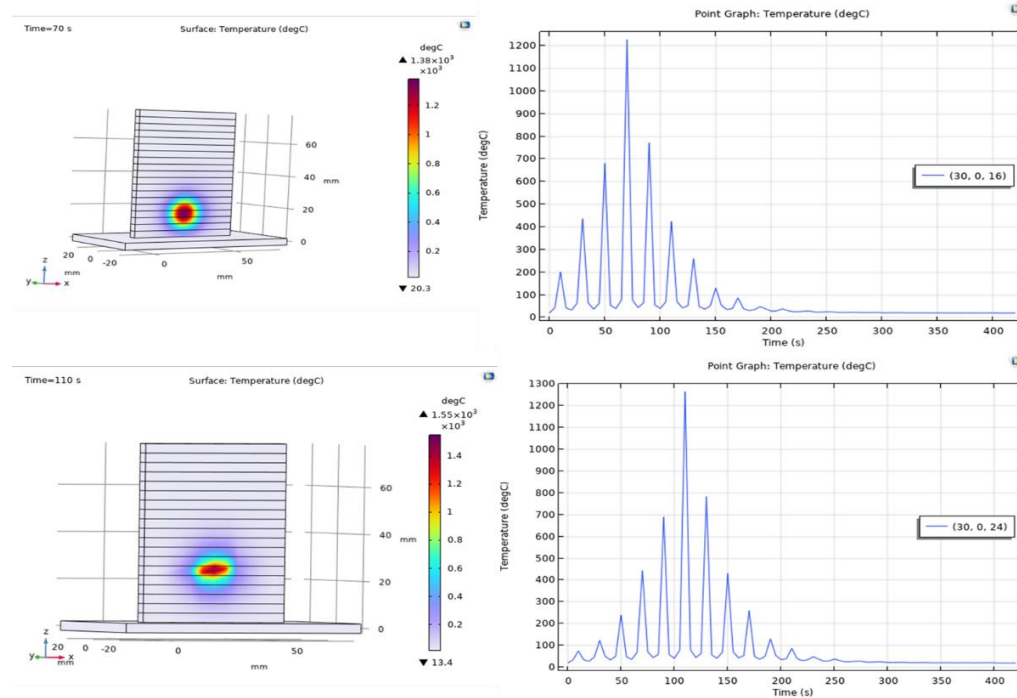 Time=70 s Surface: Temperature (degC)
degC
▲ 1.38×10³
×10³
1.2
1
0.8
0.6
0.4
0.2
▼ 20.3
60
40 mm
20
0
20 0 -20
mm
0 50
mm
z
y x
Point Graph: Temperature (degC)
Temperature (degC)
1200
1100
1000
900
800
700
600
500
400
300
200
100
0
(30, 0, 16)
0 50 100 150 200 250 300 350 400
Time (s)
Time=110 s Surface: Temperature (degC)
degC
▲ 1.55×10³
×10³
1.4
1.2
1
0.8
0.6
0.4
0.2
▼ 13.4
60
40 mm
20
0
20 0 -20
mm
0 50
mm
z
y x
Point Graph: Temperature (degC)
Temperature (degC)
1300
1200
1100
1000
900
800
700
600
500
400
300
200
100
0
(30, 0, 24)
0 50 100 150 200 250 300 350 400
Time (s)